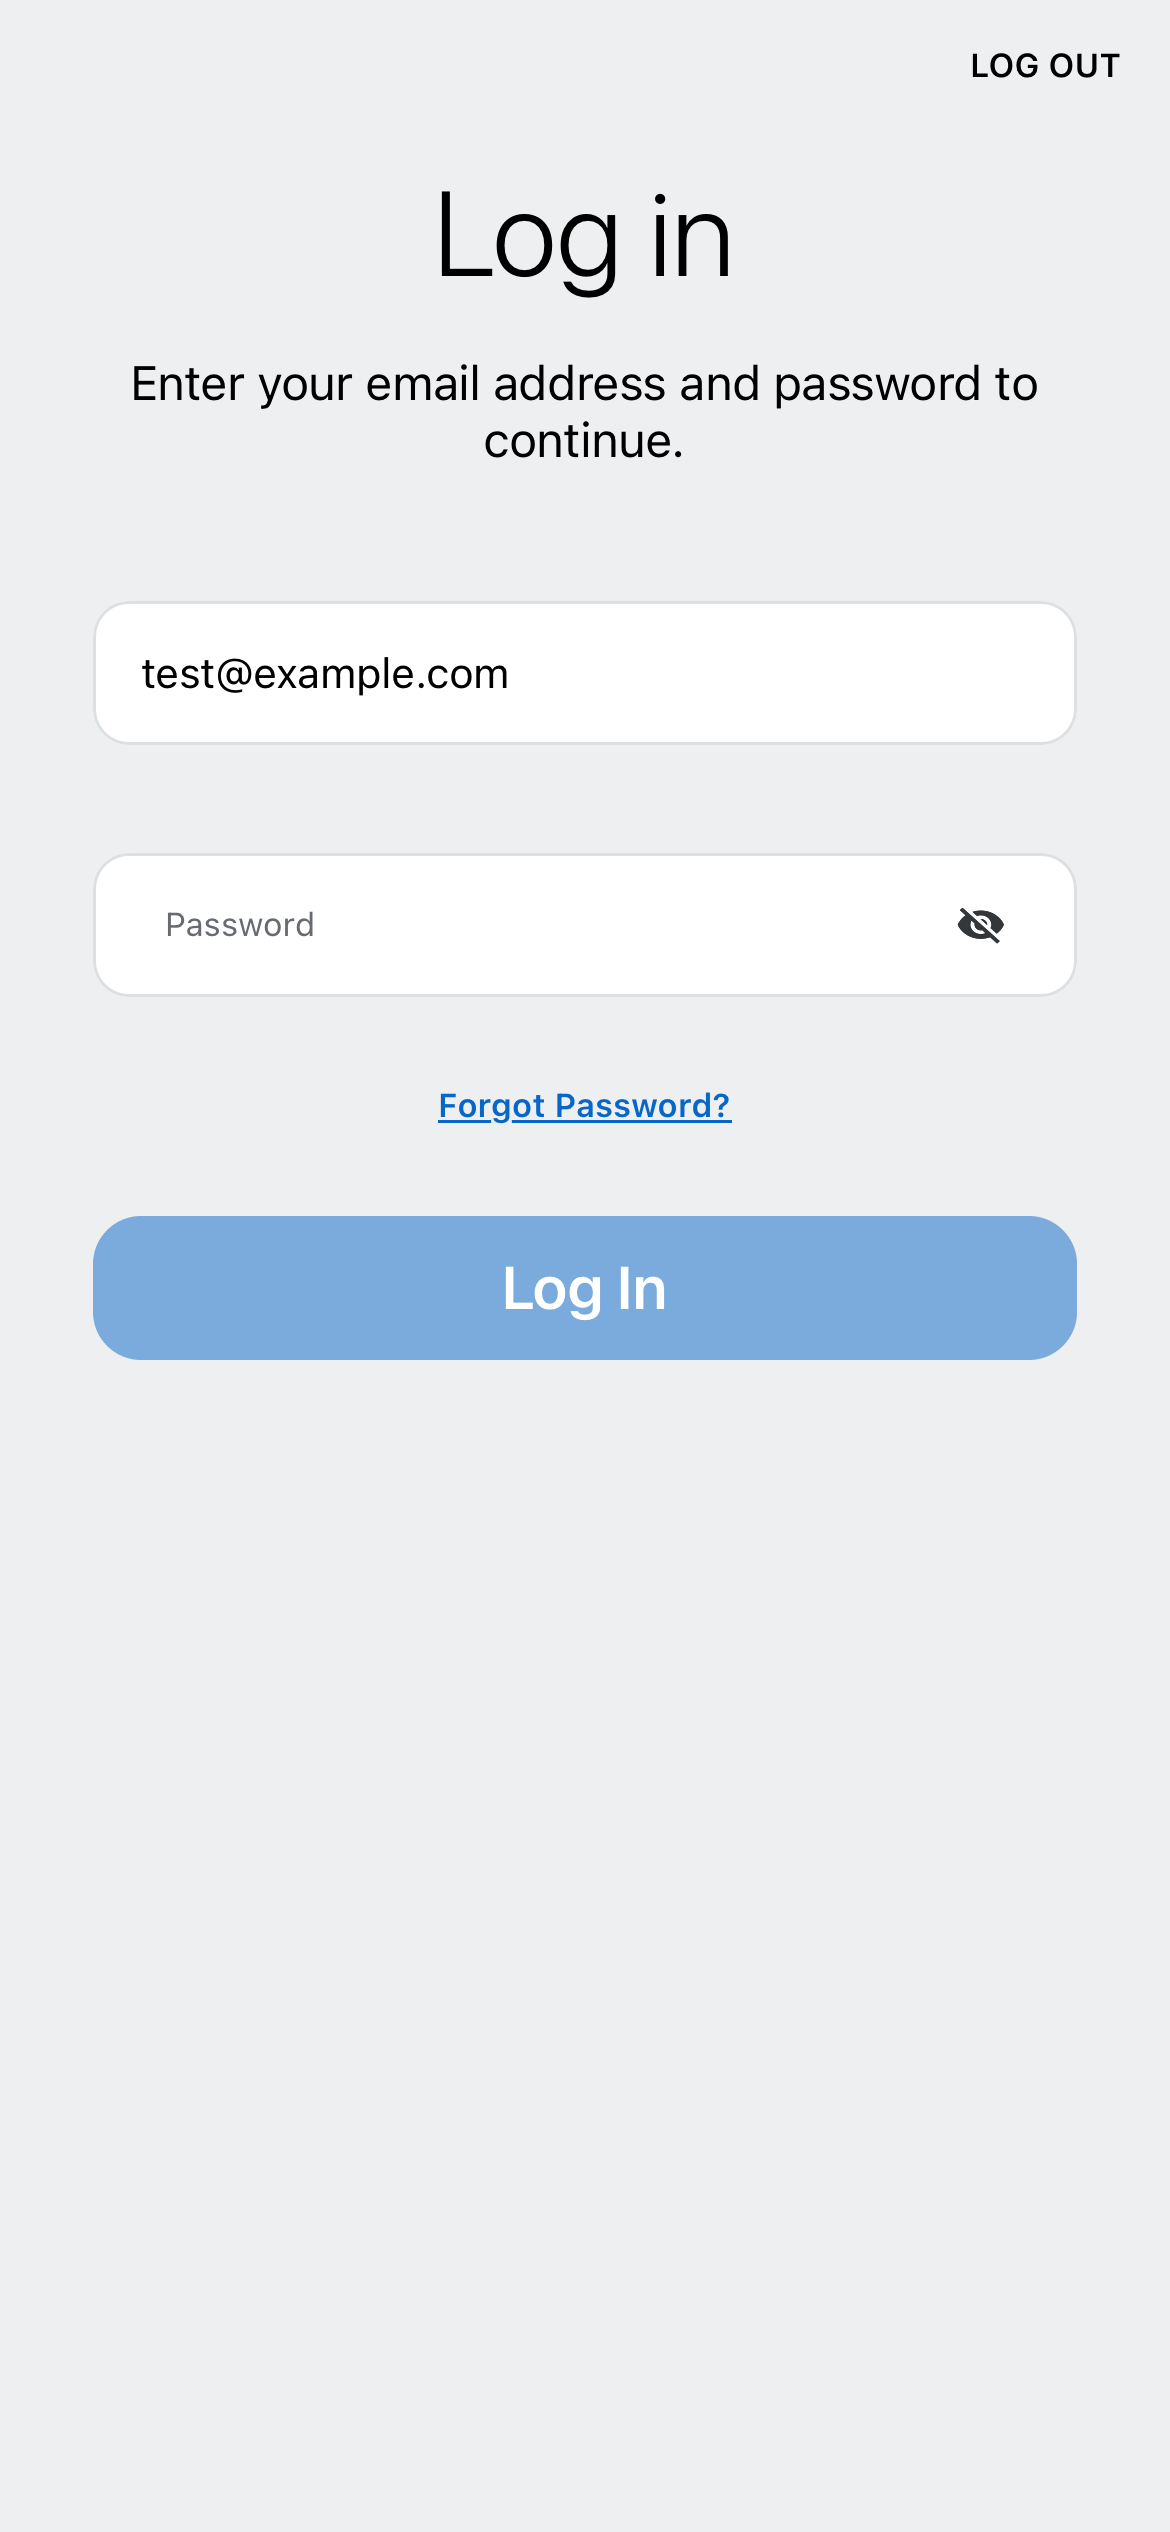 LOG OUT
Log in
Enter your email address and password to
continue.
test@example.com
Password
Forgot Password?
Log In